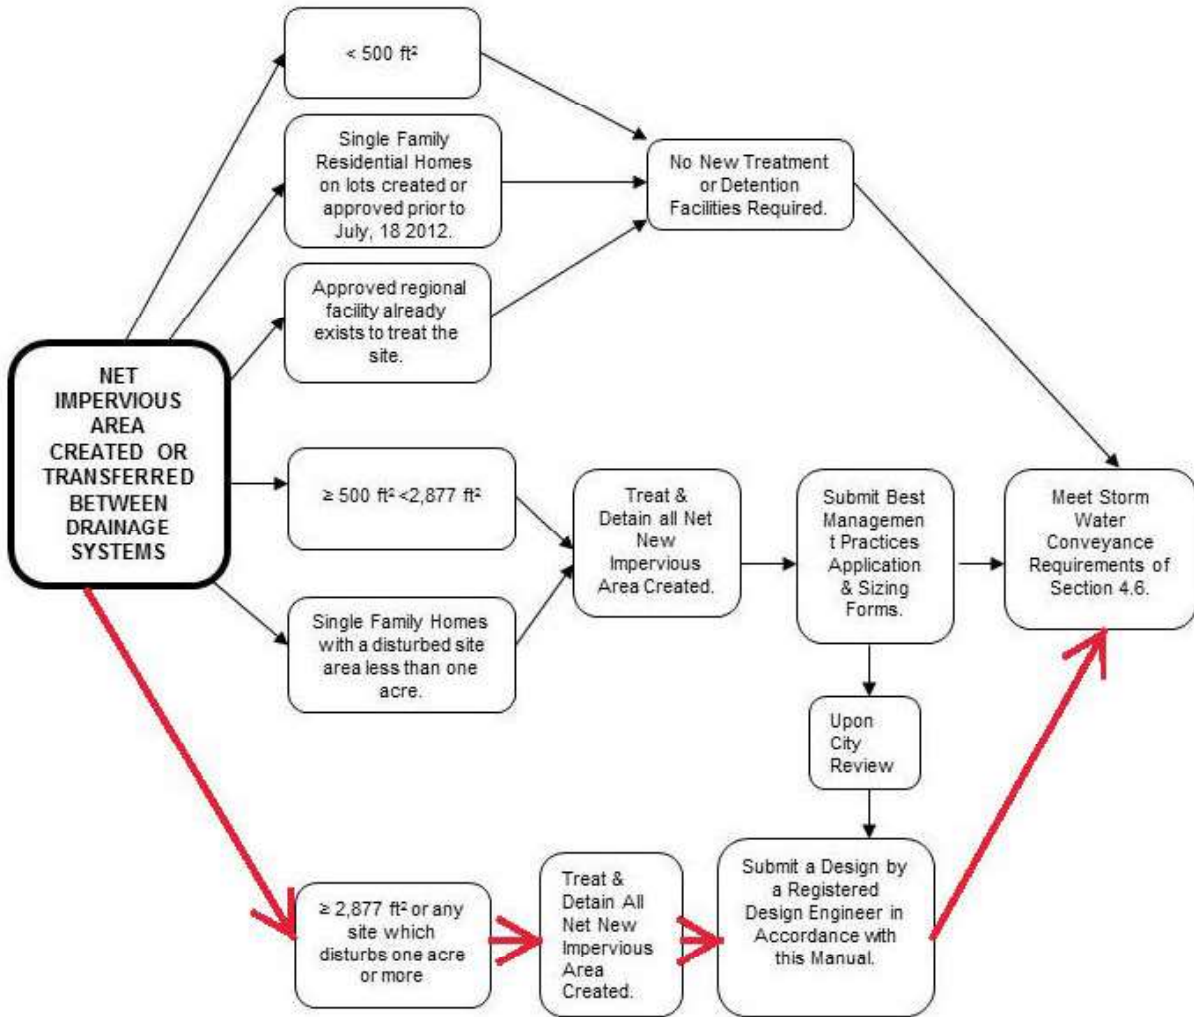 < 500 ft²
Single Family
Residential Homes
on lots created or
approved prior to
July, 18 2012.
No New Treatment
or Detention
Facilities Required.
Approved regional
facility already
exists to treat the
site.
NET
IMPERVIOUS
AREA
CREATED OR
TRANSFERRED
BETWEEN
DRAINAGE
SYSTEMS
≥ 500 ft² <2,877 ft²
Single Family Homes
with a disturbed site
area less than one
acre.
Treat &
Detain all Net
New
Impervious
Area Created.
Submit Best
Managemen
t Practices
Application
& Sizing
Forms.
Meet Storm
Water
Conveyance
Requirements of
Section 4.6.
Upon
City
Review
≥ 2,877 ft² or any
site which
disturbs one acre
or more
Treat &
Detain All
Net New
Impervious
Area
Created.
Submit a Design by
a Registered
Design Engineer in
Accordance with
this Manual.